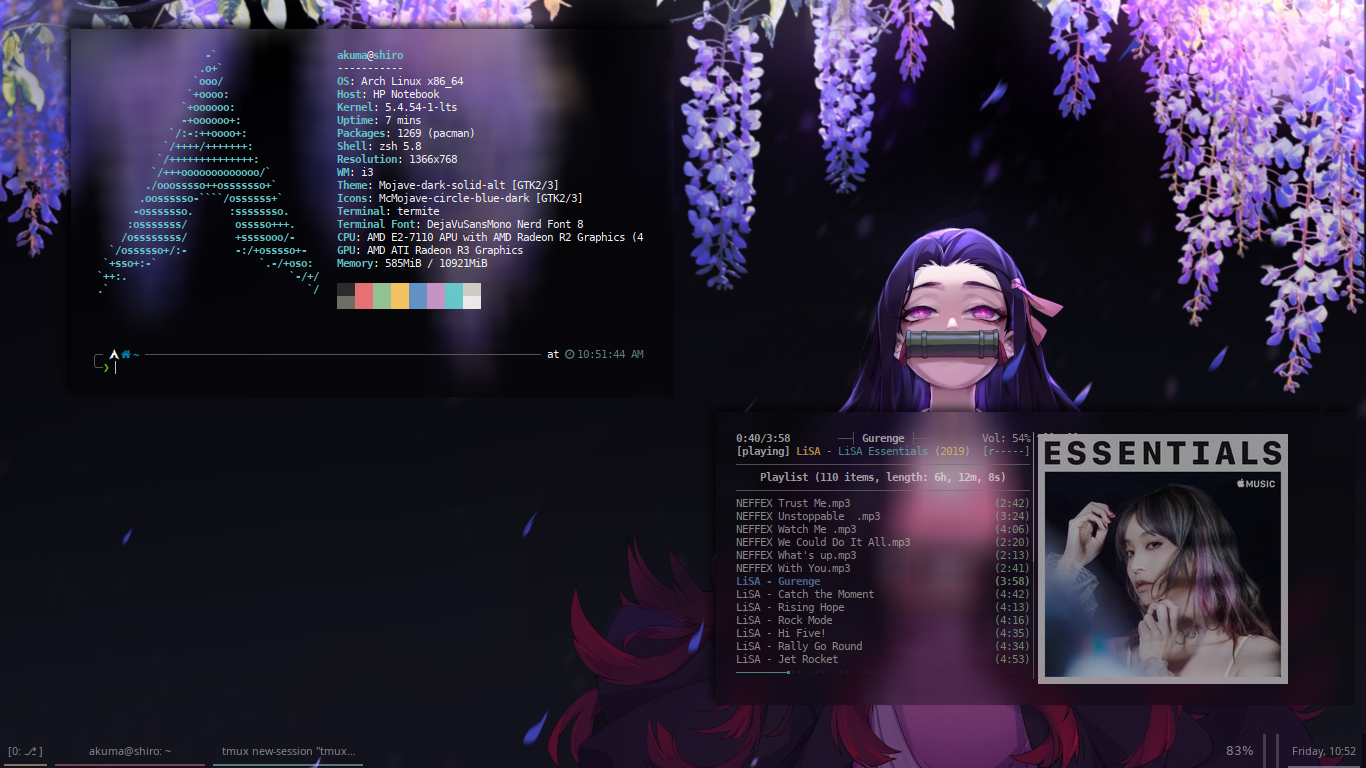 akuma@shiro
-----------
OS: Arch Linux x86_64
Host: HP Notebook
Kernel: 5.4.54-1-lts
Uptime: 7 mins
Packages: 1269 (pacman)
Shell: zsh 5.8
Resolution: 1366x768
WM: i3
Theme: Mojave-dark-solid-alt [GTK2/3]
Icons: McMojave-circle-blue-dark [GTK2/3]
Terminal: termite
Terminal Font: DejaVuSansMono Nerd Font 8
CPU: AMD E2-7110 APU with AMD Radeon R2 Graphics (4
GPU: AMD ATI Radeon R3 Graphics
Memory: 585MiB / 10921MiB
~ at 10:51:44 AM
❯
0:40/3:58 Gurenge Vol: 54%
[playing] LiSA - LiSA Essentials (2019) [r-----]
Playlist (110 items, length: 6h, 12m, 8s)
NEFFEX Trust Me.mp3 (2:42)
NEFFEX Unstoppable  .mp3 (3:24)
NEFFEX Watch Me .mp3 (4:06)
NEFFEX We Could Do It All.mp3 (2:20)
NEFFEX What's up.mp3 (2:13)
NEFFEX With You.mp3 (2:41)
LiSA - Gurenge (3:58)
LiSA - Catch the Moment (4:42)
LiSA - Rising Hope (4:13)
LiSA - Rock Mode (4:16)
LiSA - Hi Five! (4:35)
LiSA - Rally Go Round (4:34)
LiSA - Jet Rocket (4:53)
ESSENTIALS
MUSIC
[0: ⎇ ] akuma@shiro: ~ tmux new-session "tmux... 83% Friday, 10:52